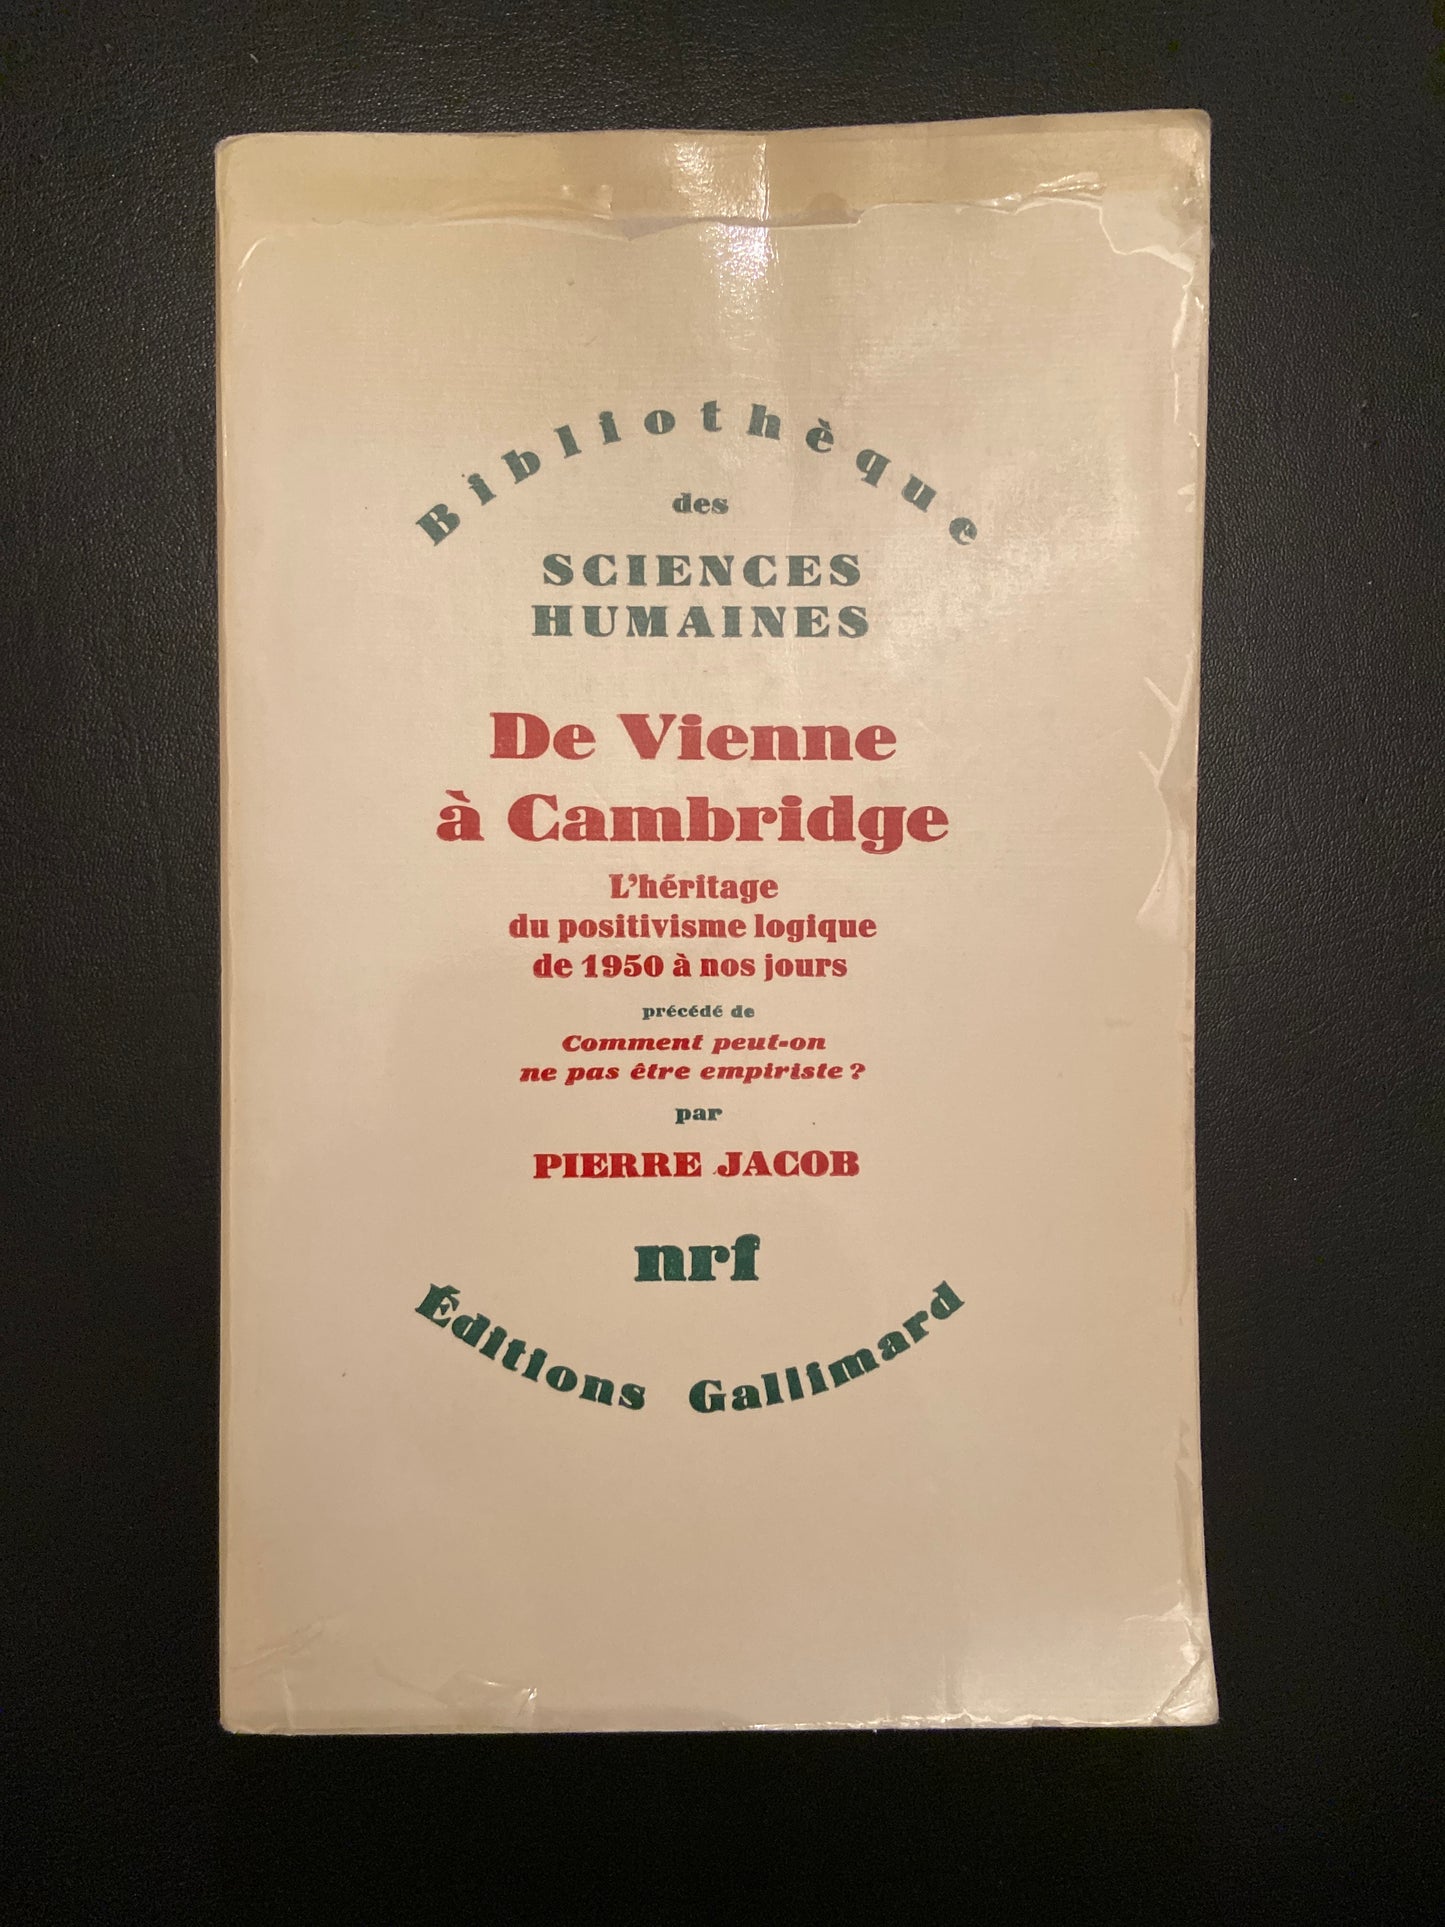 Bibliothèque
des
SCIENCES
HUMAINES
De Vienne
à Cambridge
L'héritage
du positivisme logique
de 1950 à nos jours
précédé de
Comment peut-on
ne pas être empiriste ?
par
PIERRE JACOB
nrf
Éditions Gallimard